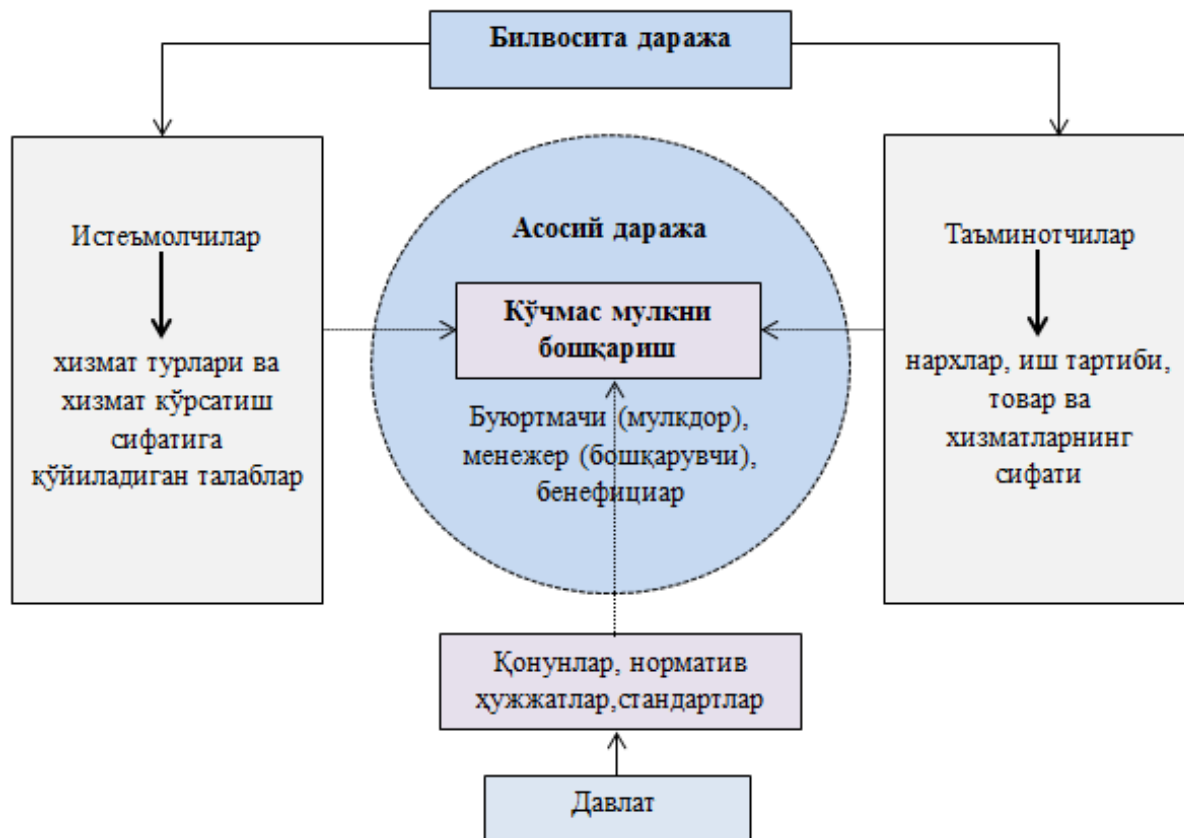 Билвосита даража
Истеъмолчилар
хизмат турлари ва
хизмат кўрсатиш
сифатига
қўйиладиган талаблар
Асосий даража
Кўчмас мулкни
бошқариш
Буюртмачи (мулкдор),
менежер (бошқарувчи),
бенефициар
Таъминотчилар
нархлар, иш тартиби,
товар ва
хизматларнинг
сифати
Қонунлар, норматив
ҳужжатлар,стандартлар
Давлат